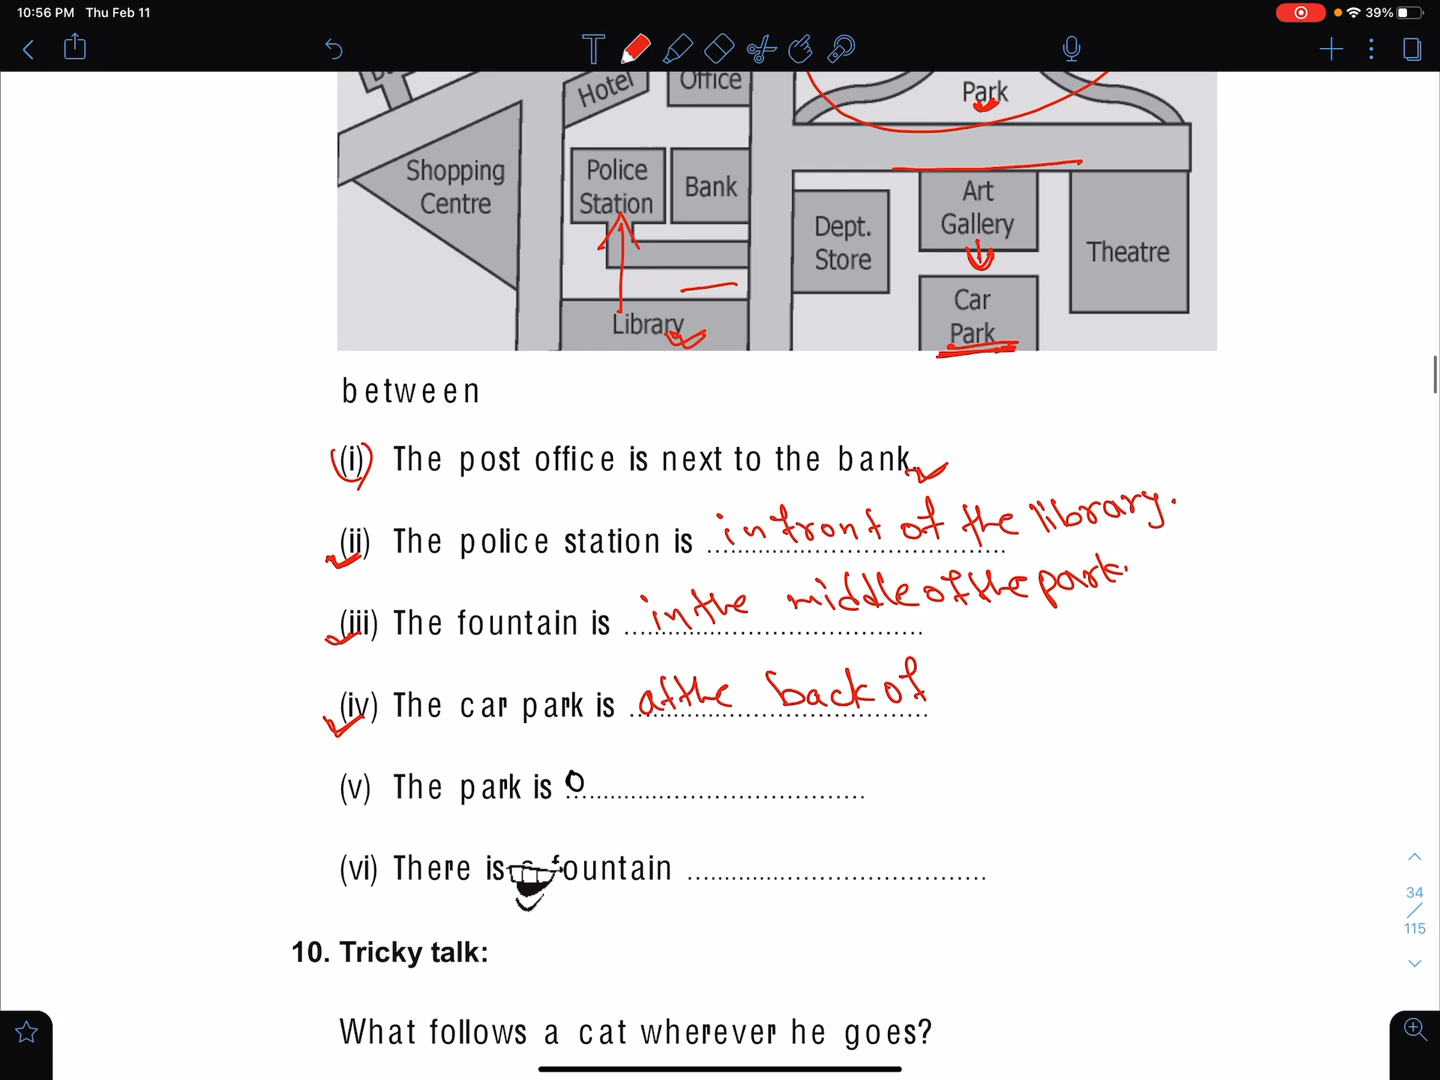 10:56 PM Thu Feb 11
39%
Hotel
Office
Park
Shopping
Centre
Police
Station
Bank
Dept.
Store
Art
Gallery
Theatre
Library
Car
Park
between
(i) The post office is next to the bank.
(ii) The police station is in front of the library.
(iii) The fountain is in the middle of the park.
(iv) The car park is at the back of
(v) The park is
(vi) There is fountain
10. Tricky talk:
What follows a cat wherever he goes?
34
/
115